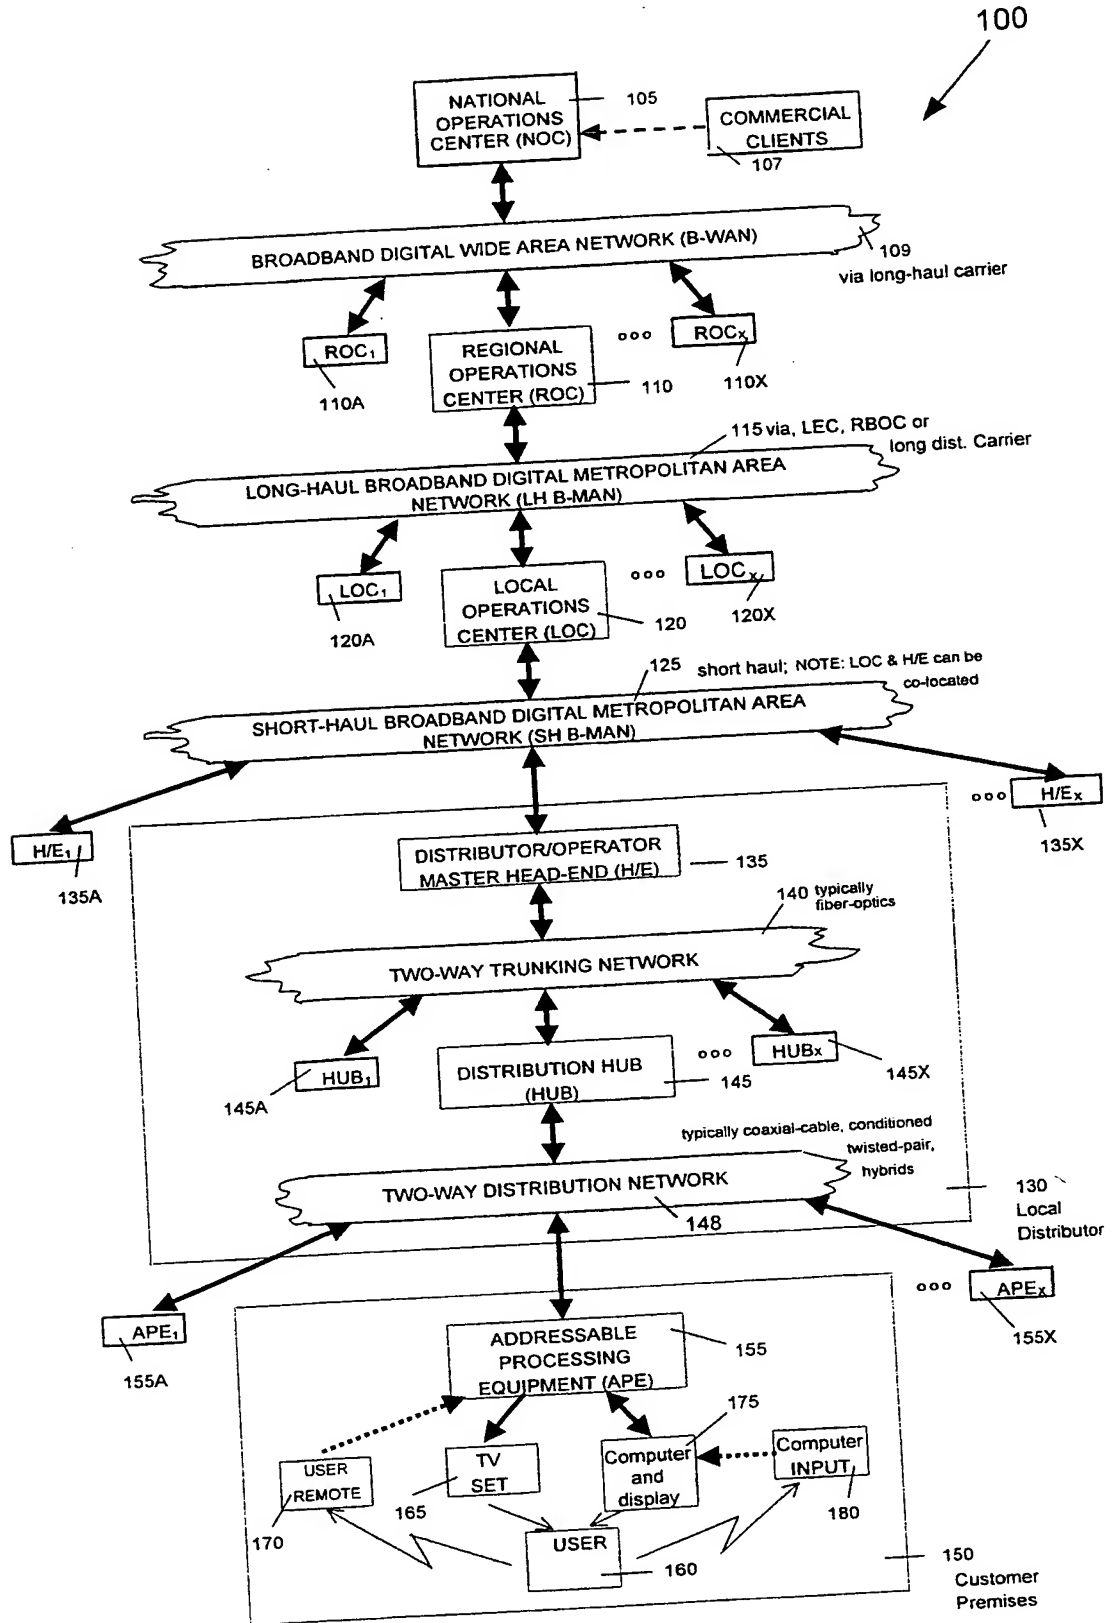 100
NATIONAL
OPERATIONS
CENTER (NOC)
105
COMMERCIAL
CLIENTS
107
BROADBAND DIGITAL WIDE AREA NETWORK (B-WAN)
109
via long-haul carrier
ROC1
110A
REGIONAL
OPERATIONS
CENTER (ROC)
110
ROCX
110X
115 via, LEC, RBOC or
long dist. Carrier
LONG-HAUL BROADBAND DIGITAL METROPOLITAN AREA
NETWORK (LH B-MAN)
LOC1
120A
LOCAL
OPERATIONS
CENTER (LOC)
120
LOCX
120X
125 short haul; NOTE: LOC & H/E can be
co-located
SHORT-HAUL BROADBAND DIGITAL METROPOLITAN AREA
NETWORK (SH B-MAN)
H/E1
135A
H/EX
135X
DISTRIBUTOR/OPERATOR
MASTER HEAD-END (H/E)
135
140 typically
fiber-optics
TWO-WAY TRUNKING NETWORK
HUB1
145A
DISTRIBUTION HUB
(HUB)
145
HUBX
145X
typically coaxial-cable, conditioned
twisted-pair,
hybrids
TWO-WAY DISTRIBUTION NETWORK
148
130
Local
Distributor
APE1
155A
APEX
155X
ADDRESSABLE
PROCESSING
EQUIPMENT (APE)
155
USER
REMOTE
170
TV
SET
165
Computer
and
display
175
Computer
INPUT
180
USER
160
150
Customer
Premises